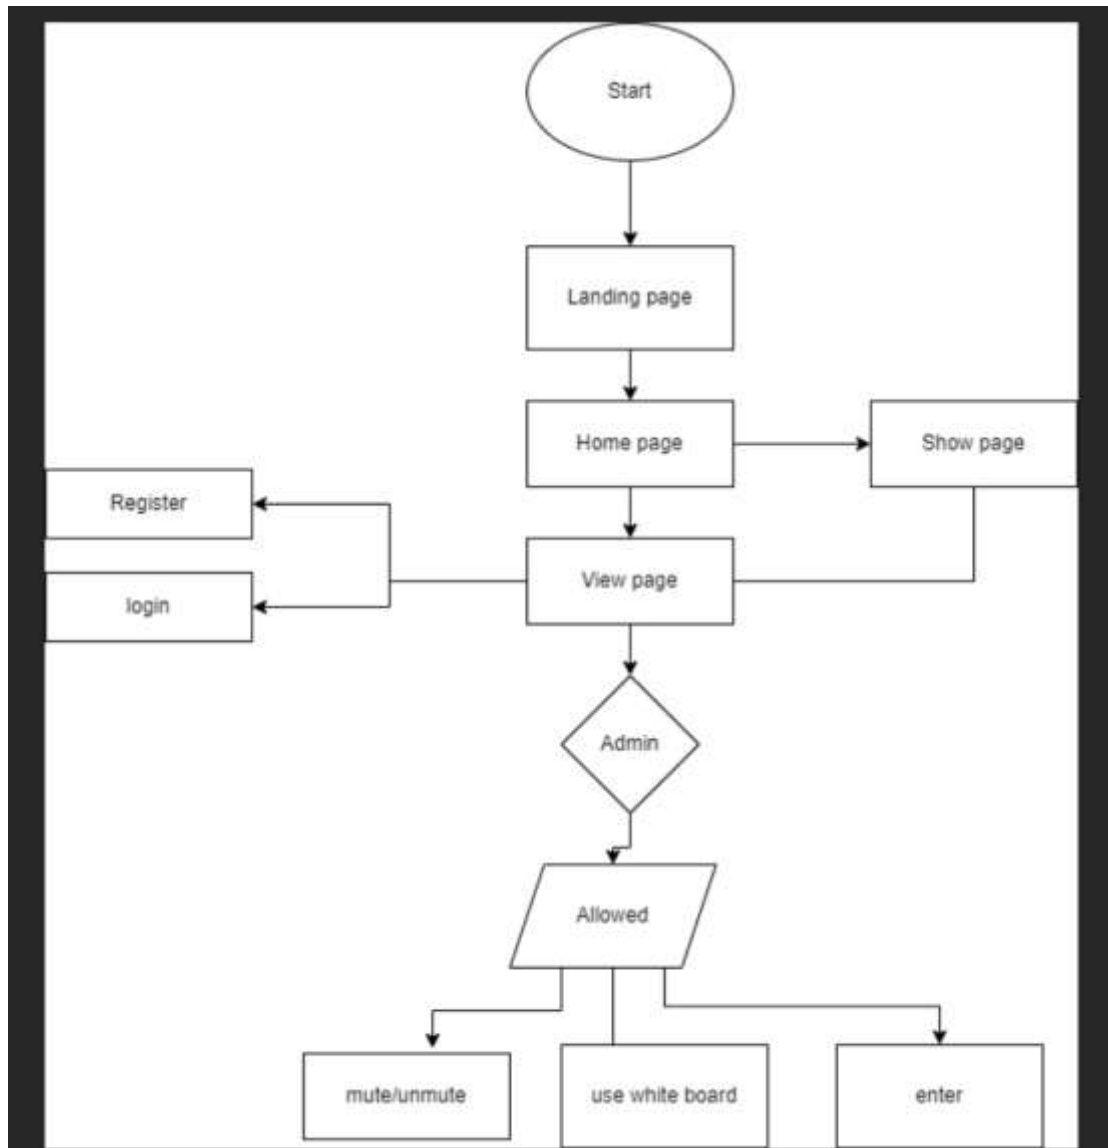 Start
Landing page
Home page
Show page
Register
View page
login
Admin
Allowed
mute/unmute
use white board
enter